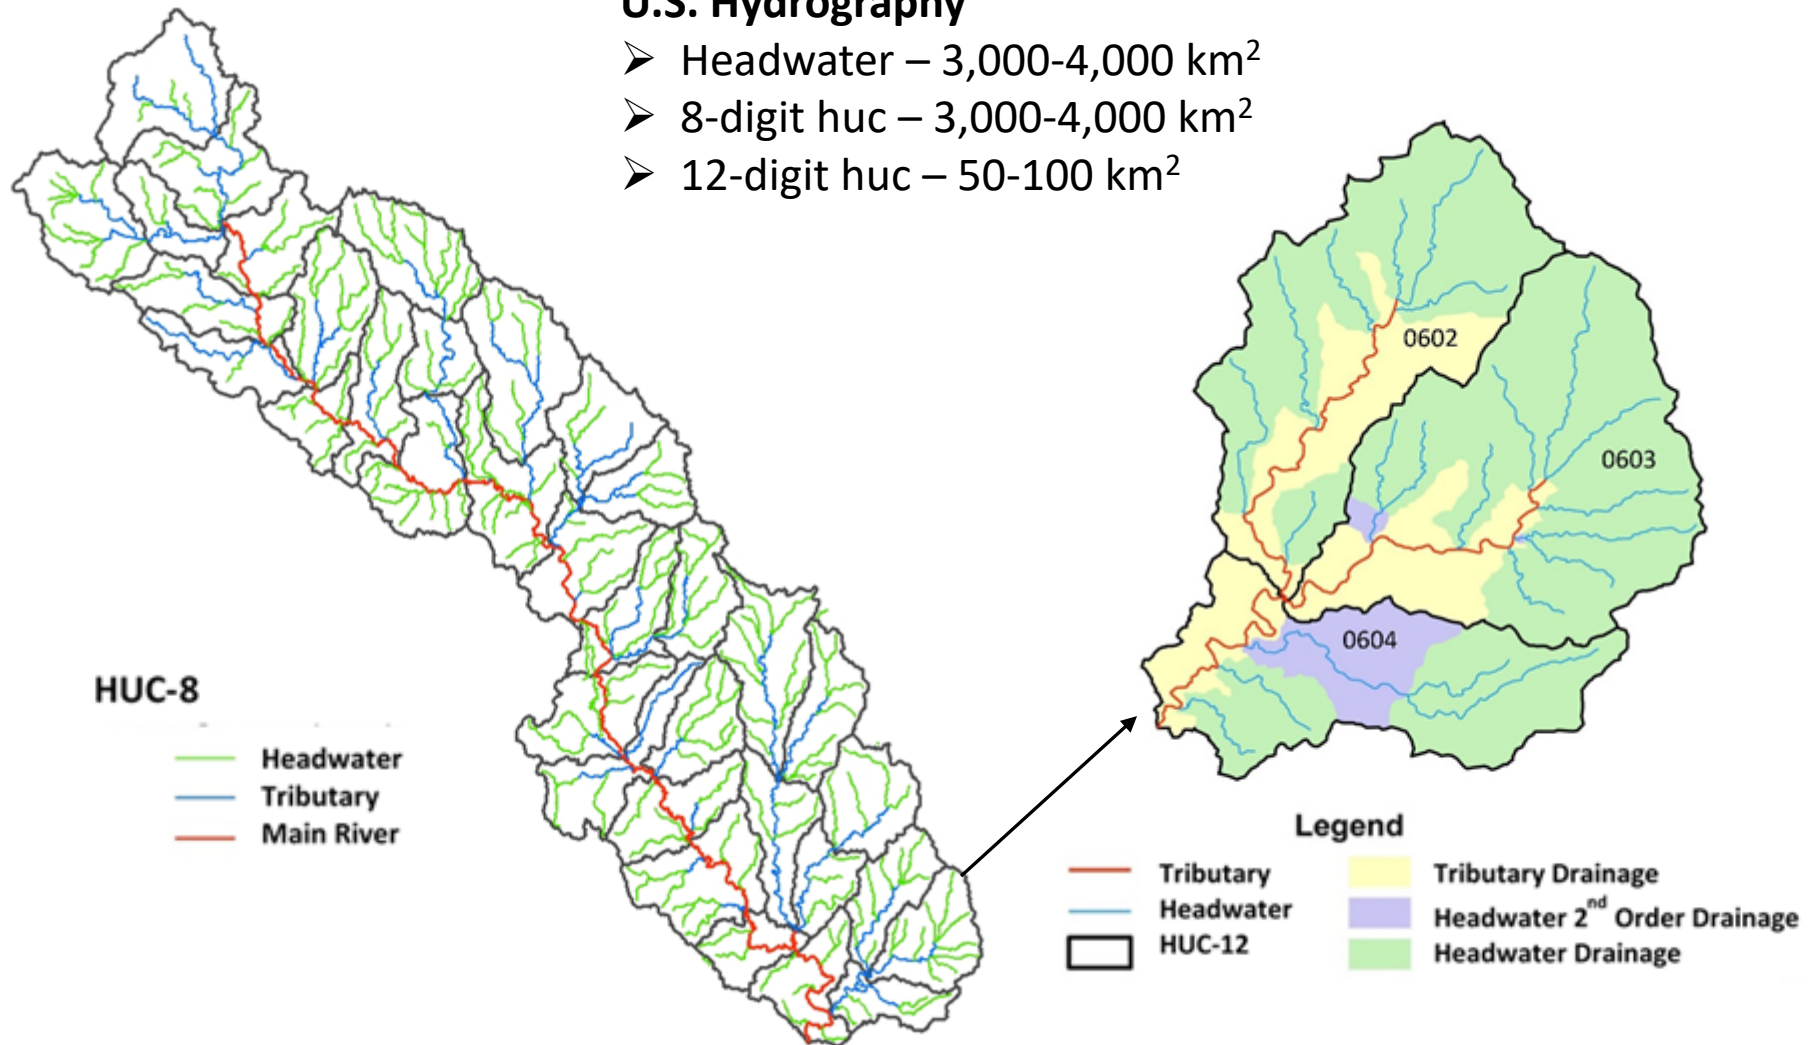 U.S. Hydrography
➢ Headwater – 3,000-4,000 km²
➢ 8-digit huc – 3,000-4,000 km²
➢ 12-digit huc – 50-100 km²
0602
0603
0604
HUC-8
Headwater
Tributary
Main River
Legend
Tributary
Headwater
HUC-12
Tributary Drainage
Headwater 2nd Order Drainage
Headwater Drainage